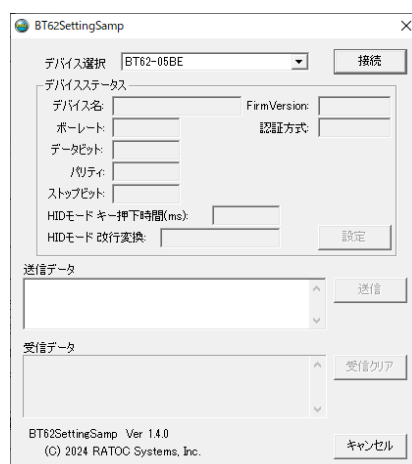 BT62SettingSamp
デバイス選択 BT62-05BE 接続
デバイスステータス
デバイス名: FirmVersion:
ボーレート: 認証方式:
データビット:
パリティ:
ストップビット:
HIDモード キー押下時間(ms):
HIDモード 改行変換: 設定
送信データ
送信
受信データ
受信クリア
BT62SettingSamp Ver 1.4.0
(C) 2024 RATOC Systems, Inc.
キャンセル